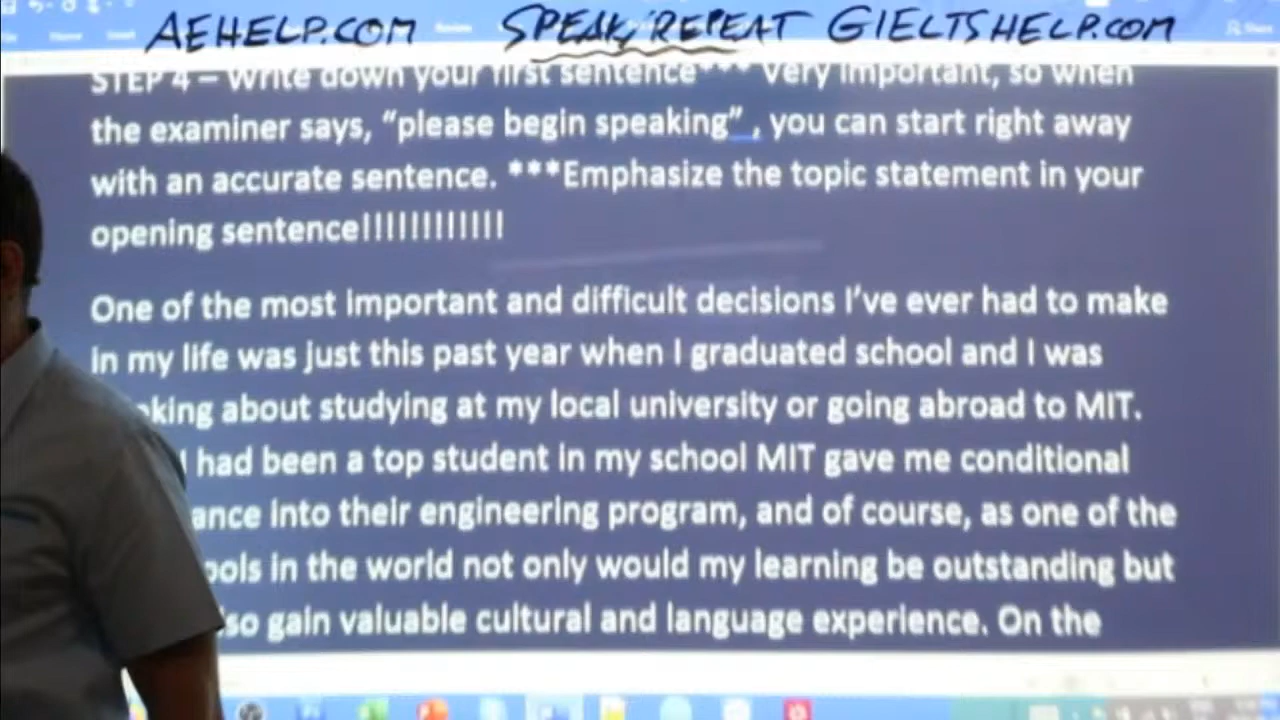 AEHELP.COM SPEAK/REPEAT GIELTSHELP.COM
STEP 4 – Write down your first sentence*** Very important, so when
the examiner says, “please begin speaking” , you can start right away
with an accurate sentence. ***Emphasize the topic statement in your
opening sentence!!!!!!!!!!!!!
One of the most important and difficult decisions I’ve ever had to make
in my life was just this past year when I graduated school and I was
about studying at my local university or going abroad to MIT.
I had been a top student in my school MIT gave me conditional
into their engineering program, and of course, as one of the
in the world not only would my learning be outstanding but
gain valuable cultural and language experience. On the